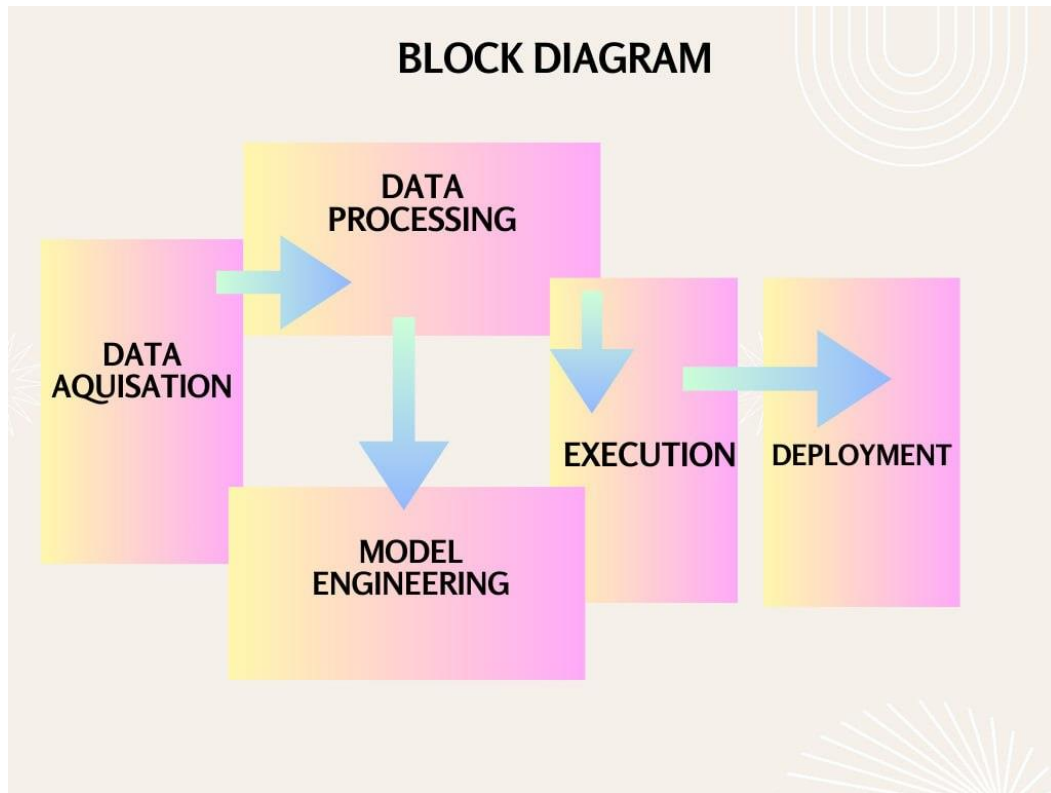 BLOCK DIAGRAM
DATA
PROCESSING
DATA
AQUISATION
EXECUTION
DEPLOYMENT
MODEL
ENGINEERING